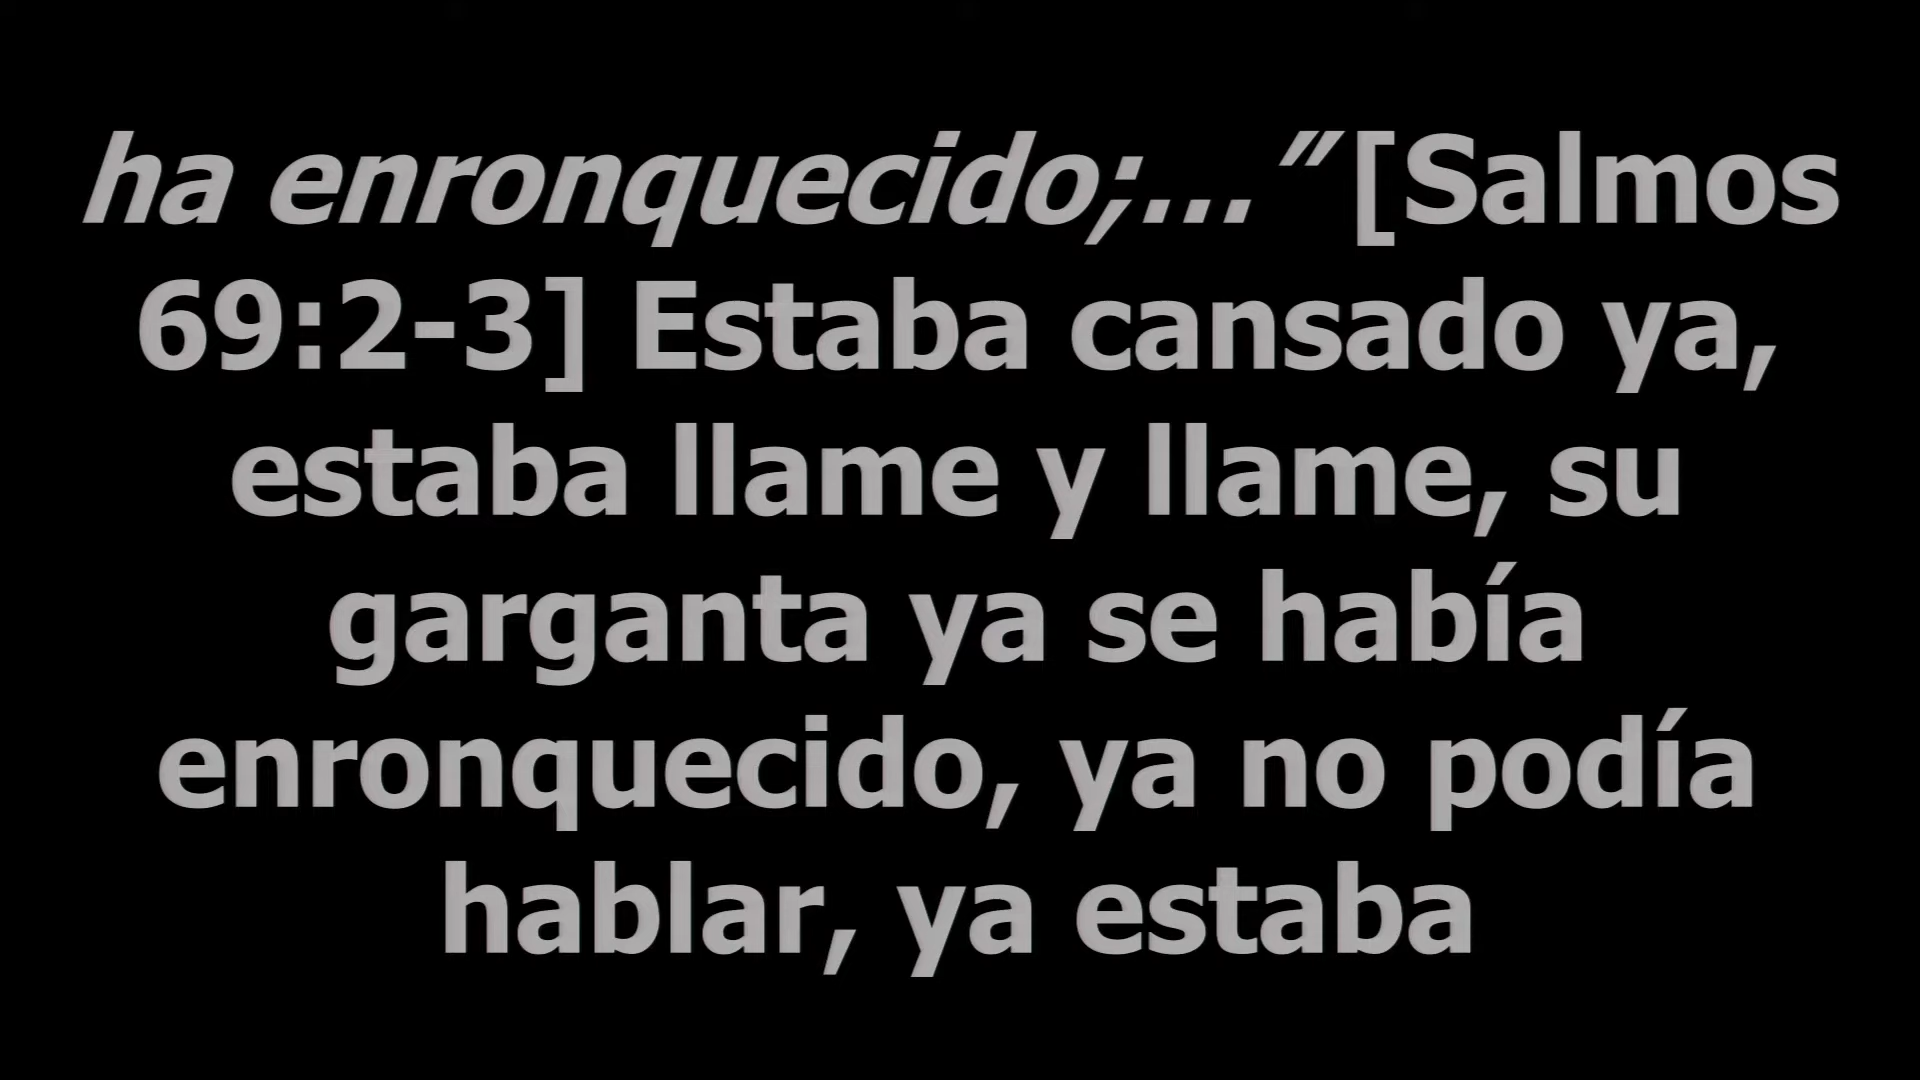 ha enronquecido;...” [Salmos
69:2-3] Estaba cansado ya,
estaba llame y llame, su
garganta ya se había
enronquecido, ya no podía
hablar, ya estaba